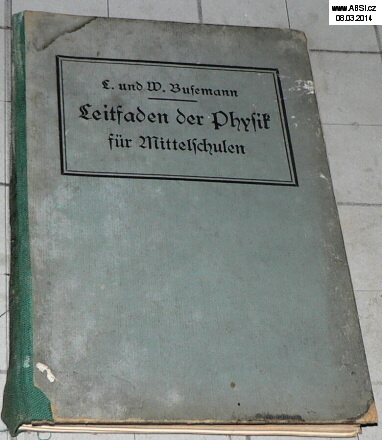 www.ABSI.cz
08.03.2014
L. und W. Busemann
Leitfaden der Physik
für Mittelschulen